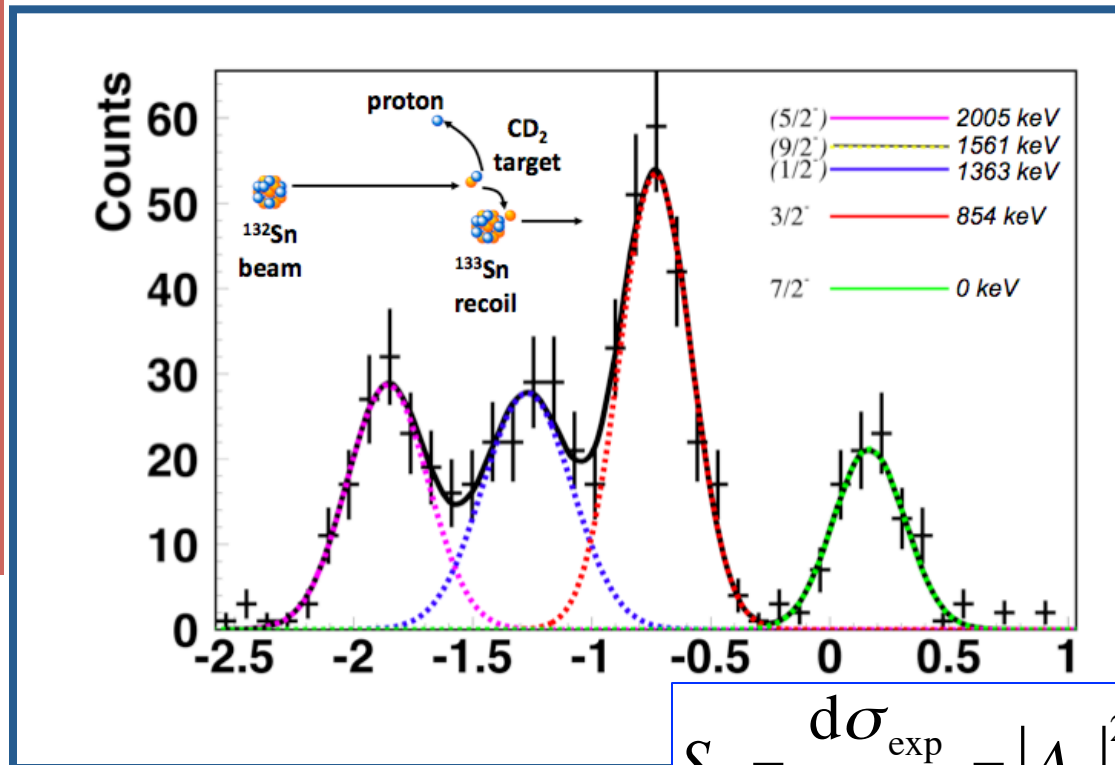 Counts
60
50
40
30
20
10
0
-2.5 -2 -1.5 -1 -0.5 0 0.5 1
proton
CD₂
target
¹³²Sn
beam
¹³³Sn
recoil
(5/2⁻) 2005 keV
(9/2⁻) 1561 keV
(1/2⁻) 1363 keV
3/2⁻ 854 keV
7/2⁻ 0 keV
dσ_exp
= = |